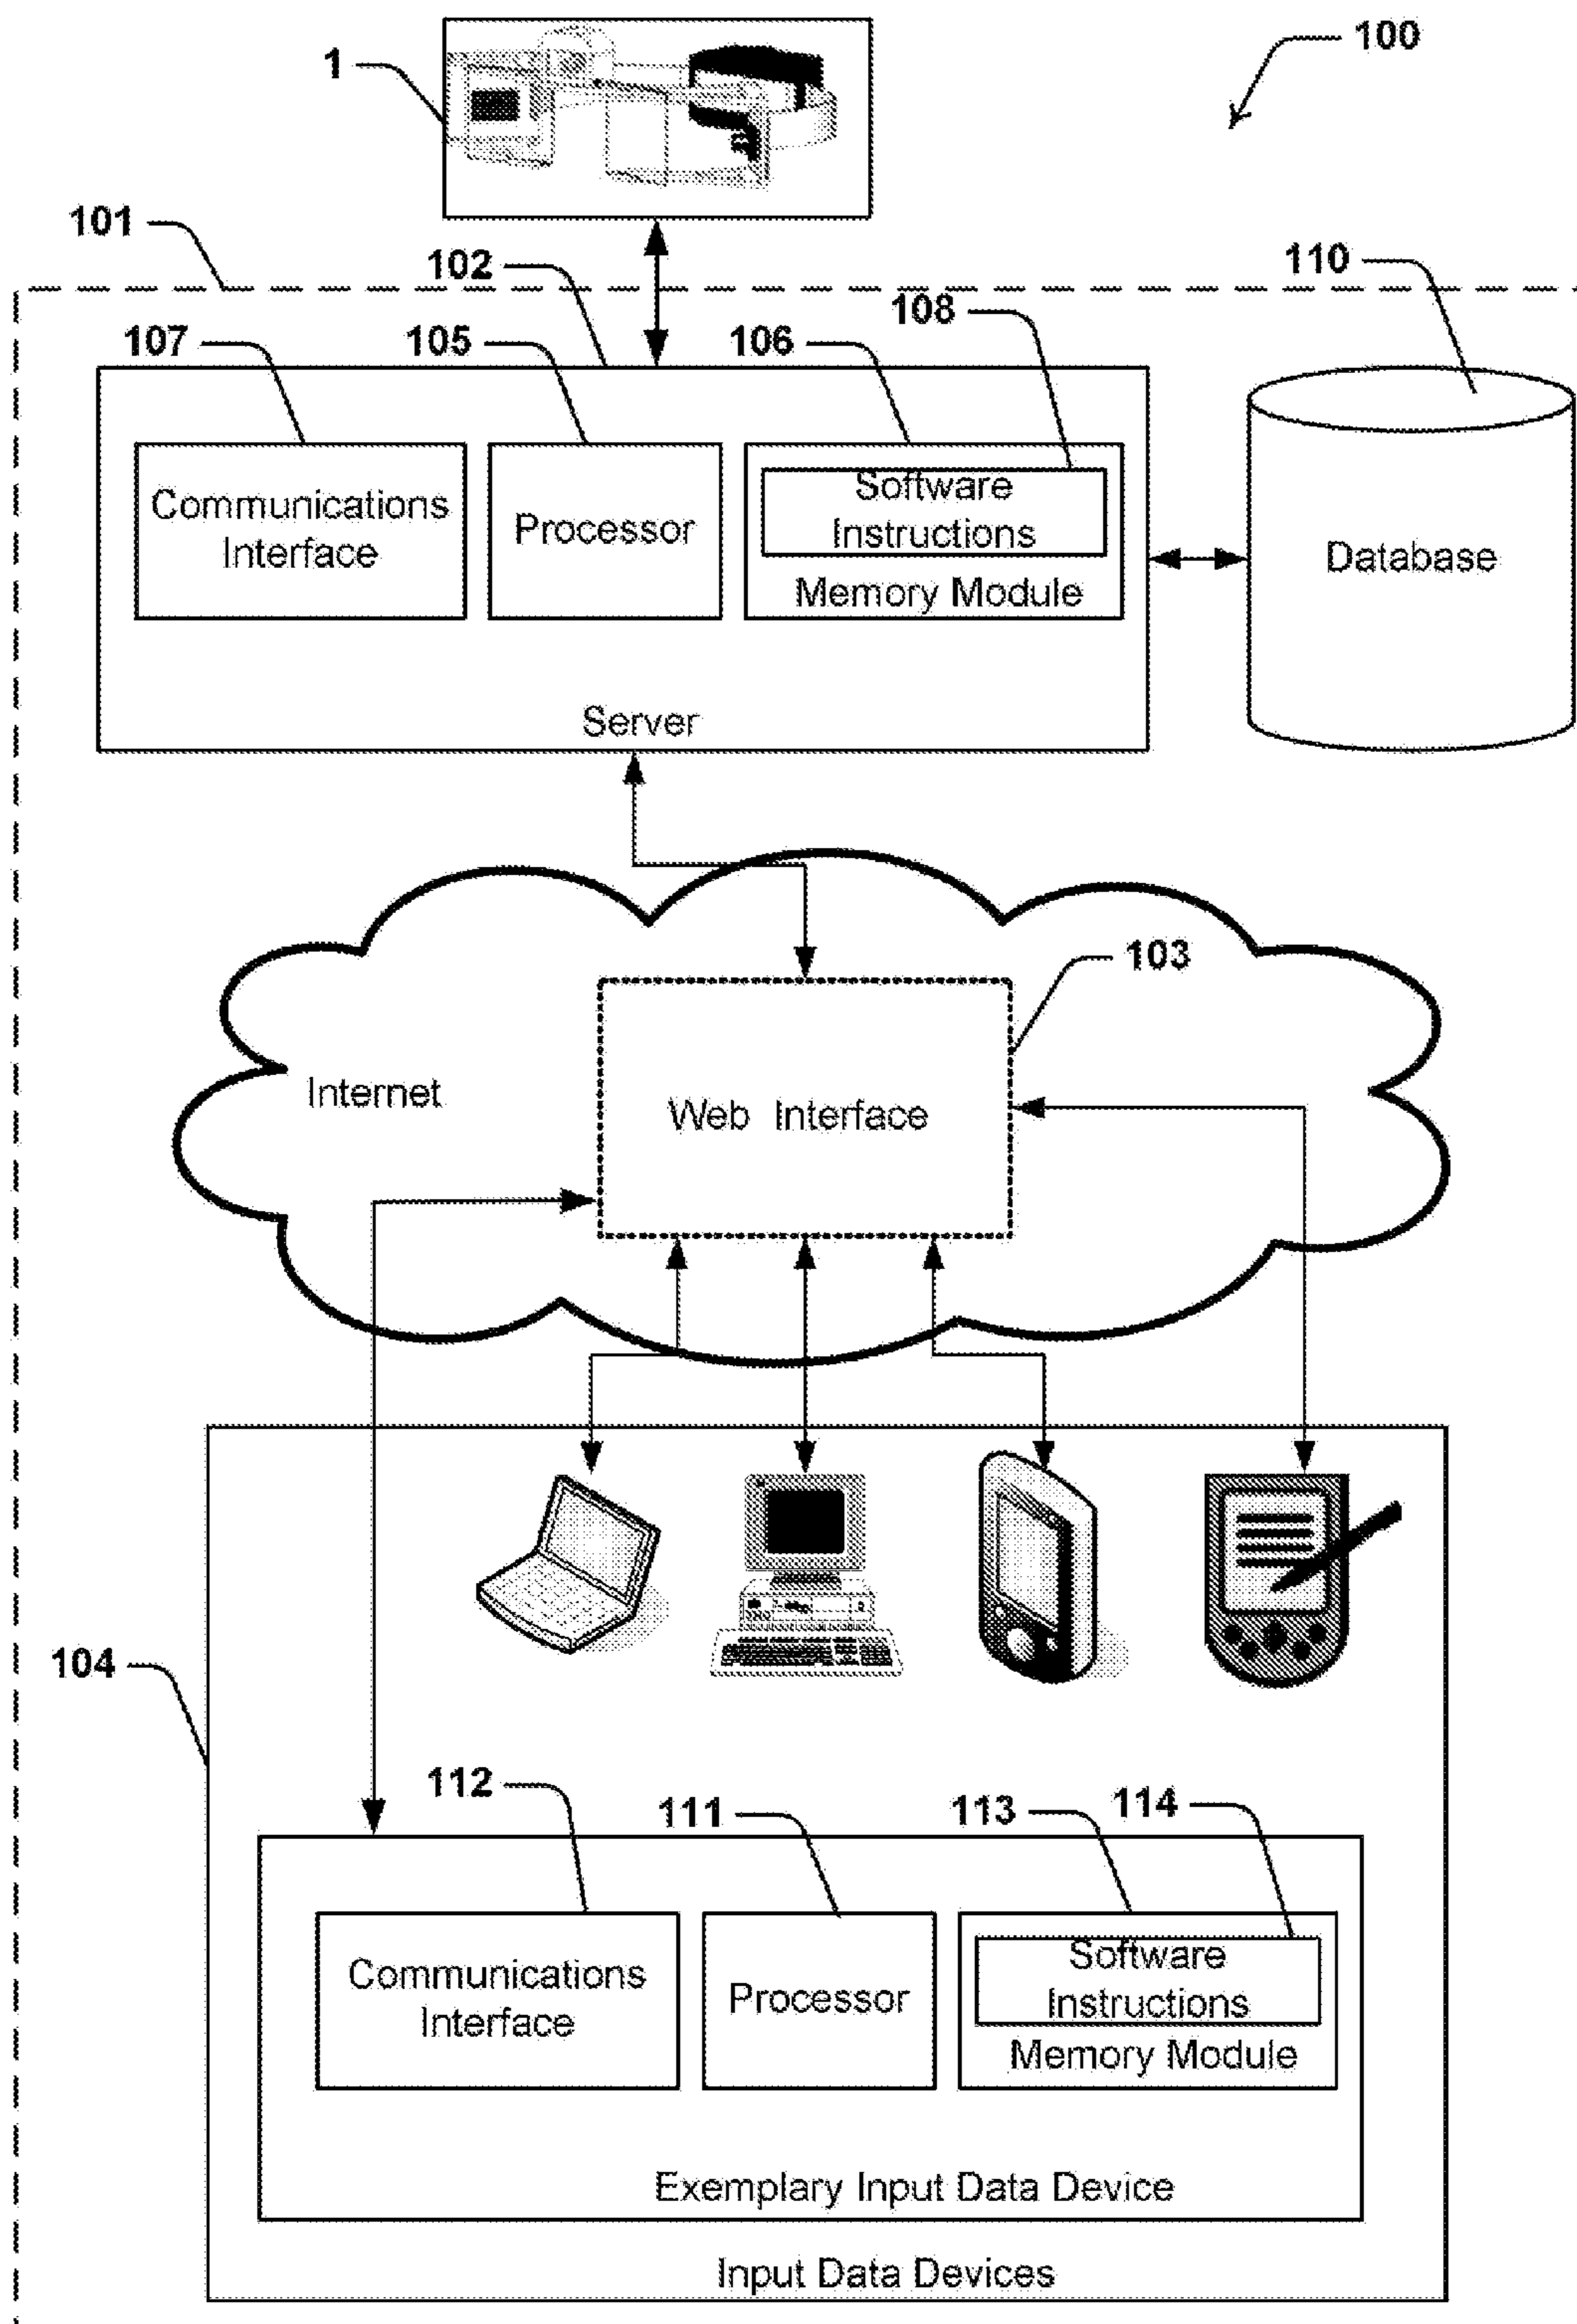 100
1
101
102
110
107
105
106
108
Communications
Interface
Processor
Software
Instructions
Memory Module
Database
Server
103
Internet
Web Interface
104
112
111
113
114
Communications
Interface
Processor
Software
Instructions
Memory Module
Exemplary Input Data Device
Input Data Devices